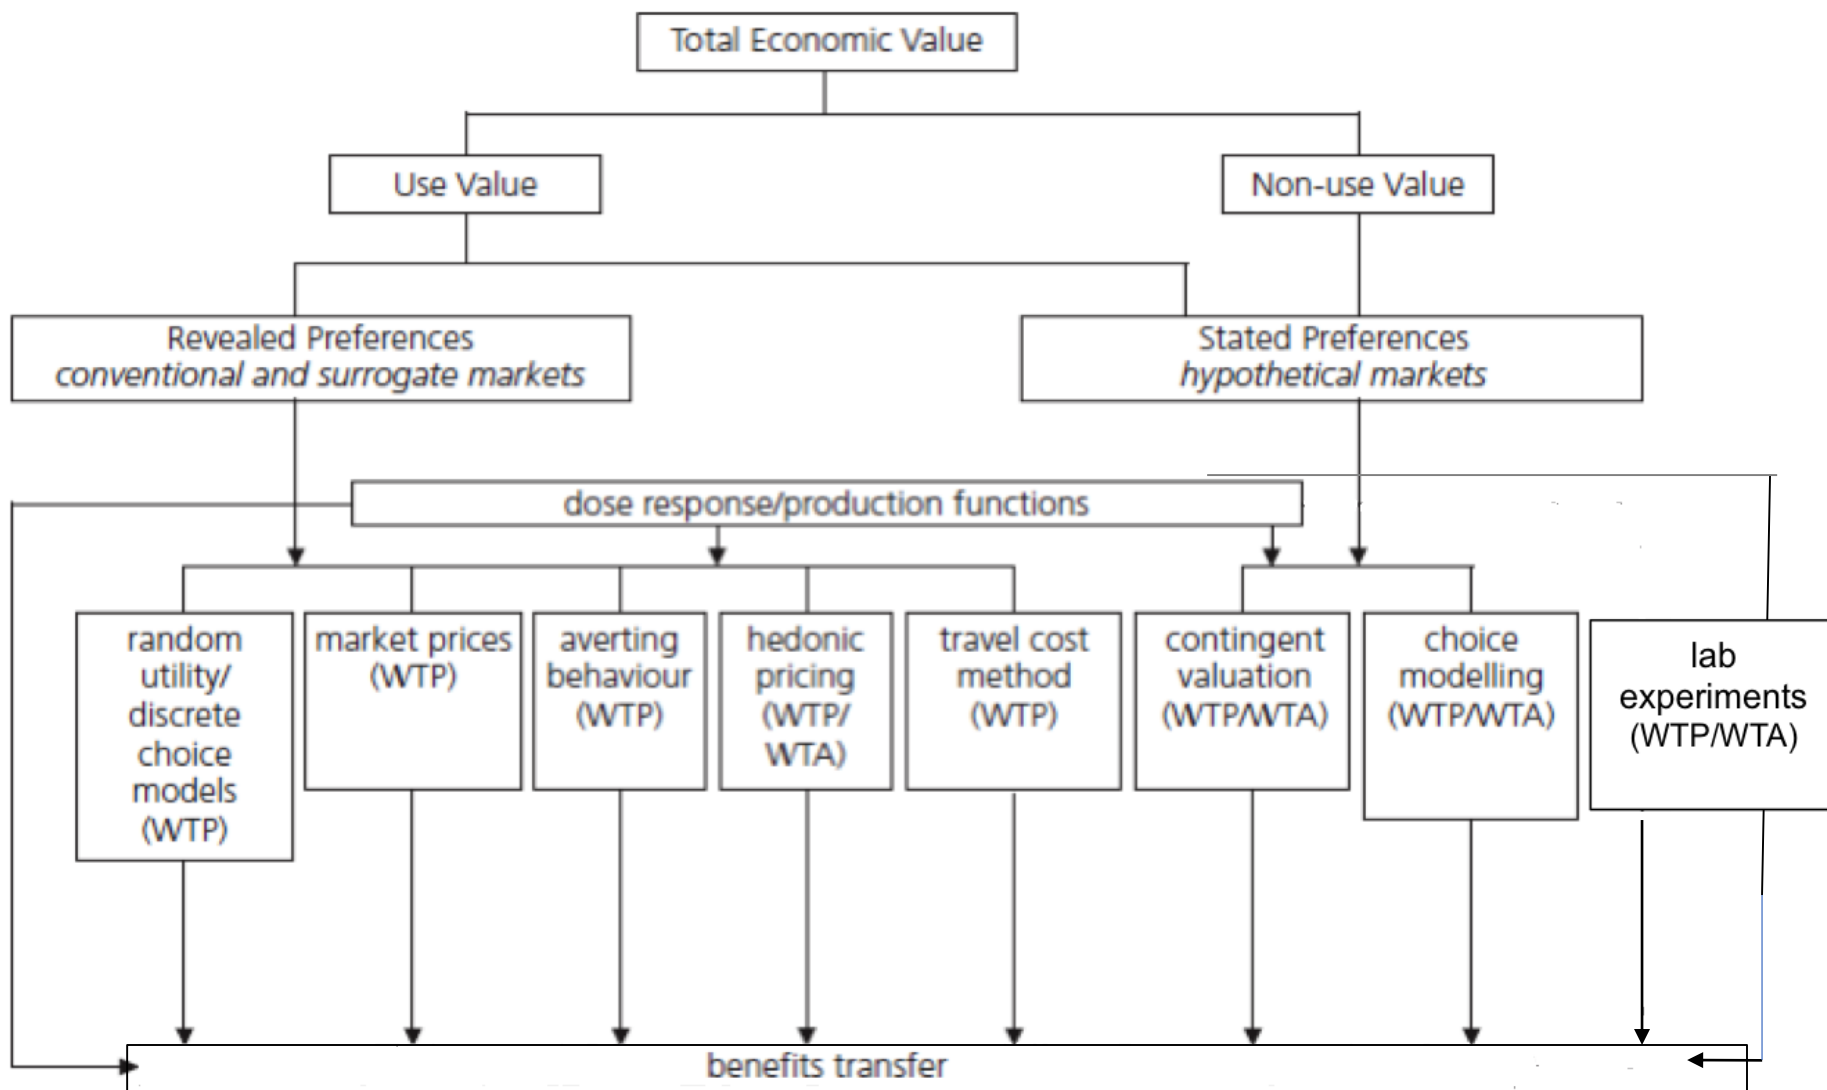 Total Economic Value
Use Value
Non-use Value
Revealed Preferences
conventional and surrogate markets
Stated Preferences
hypothetical markets
dose response/production functions
random
utility/
discrete
choice
models
(WTP)
market prices
(WTP)
averting
behaviour
(WTP)
hedonic
pricing
(WTP/
WTA)
travel cost
method
(WTP)
contingent
valuation
(WTP/WTA)
choice
modelling
(WTP/WTA)
lab
experiments
(WTP/WTA)
benefits transfer